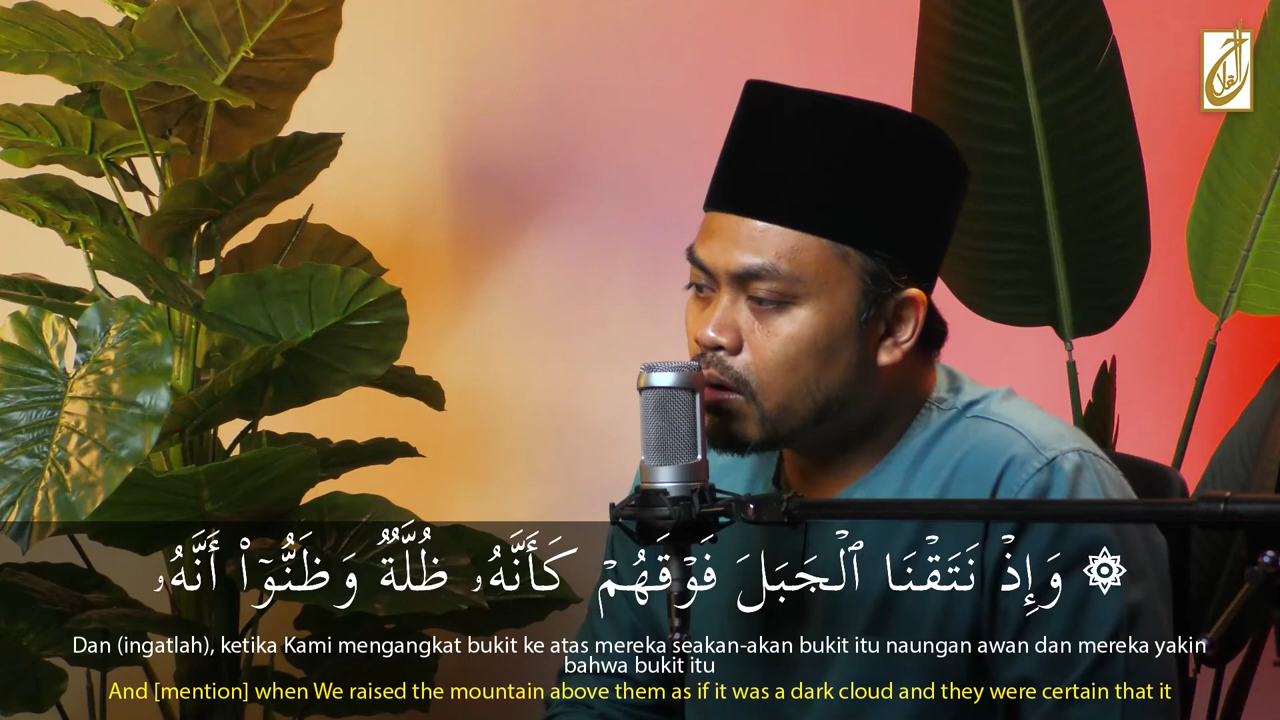 ۞ وَإِذْ نَتَقْنَا ٱلْجَبَلَ فَوْقَهُمْ كَأَنَّهُۥ ظُلَّةٌ وَظَنُّوٓا۟ أَنَّهُۥ
Dan (ingatlah), ketika Kami mengangkat bukit ke atas mereka seakan-akan bukit itu naungan awan dan mereka yakin
bahwa bukit itu
And [mention] when We raised the mountain above them as if it was a dark cloud and they were certain that it